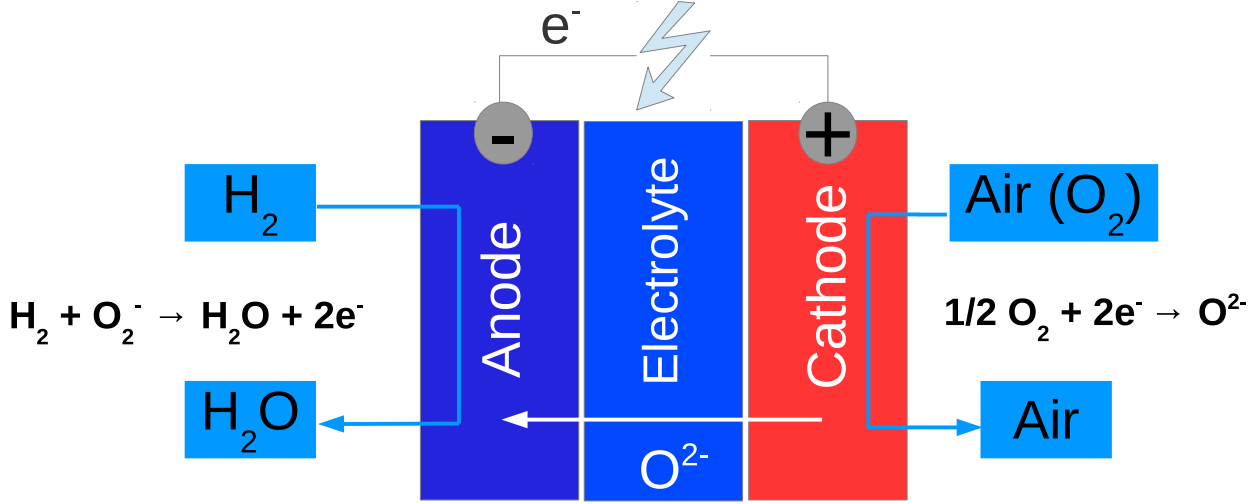 e⁻
-
+
H₂
Air (O₂)
Anode
Electrolyte
Cathode
H₂ + O₂⁻ → H₂O + 2e⁻
1/2 O₂ + 2e⁻ → O²⁻
H₂O
Air
O²⁻